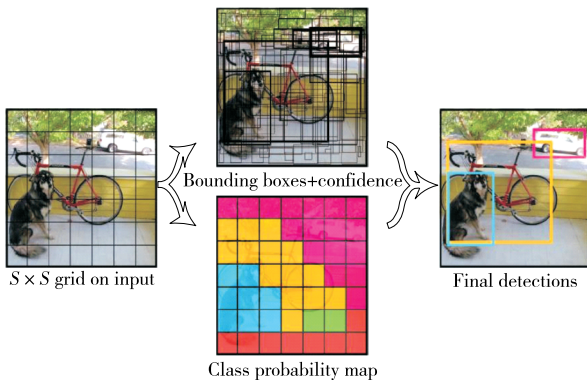 Bounding boxes+confidence
S × S grid on input
Final detections
Class probability map